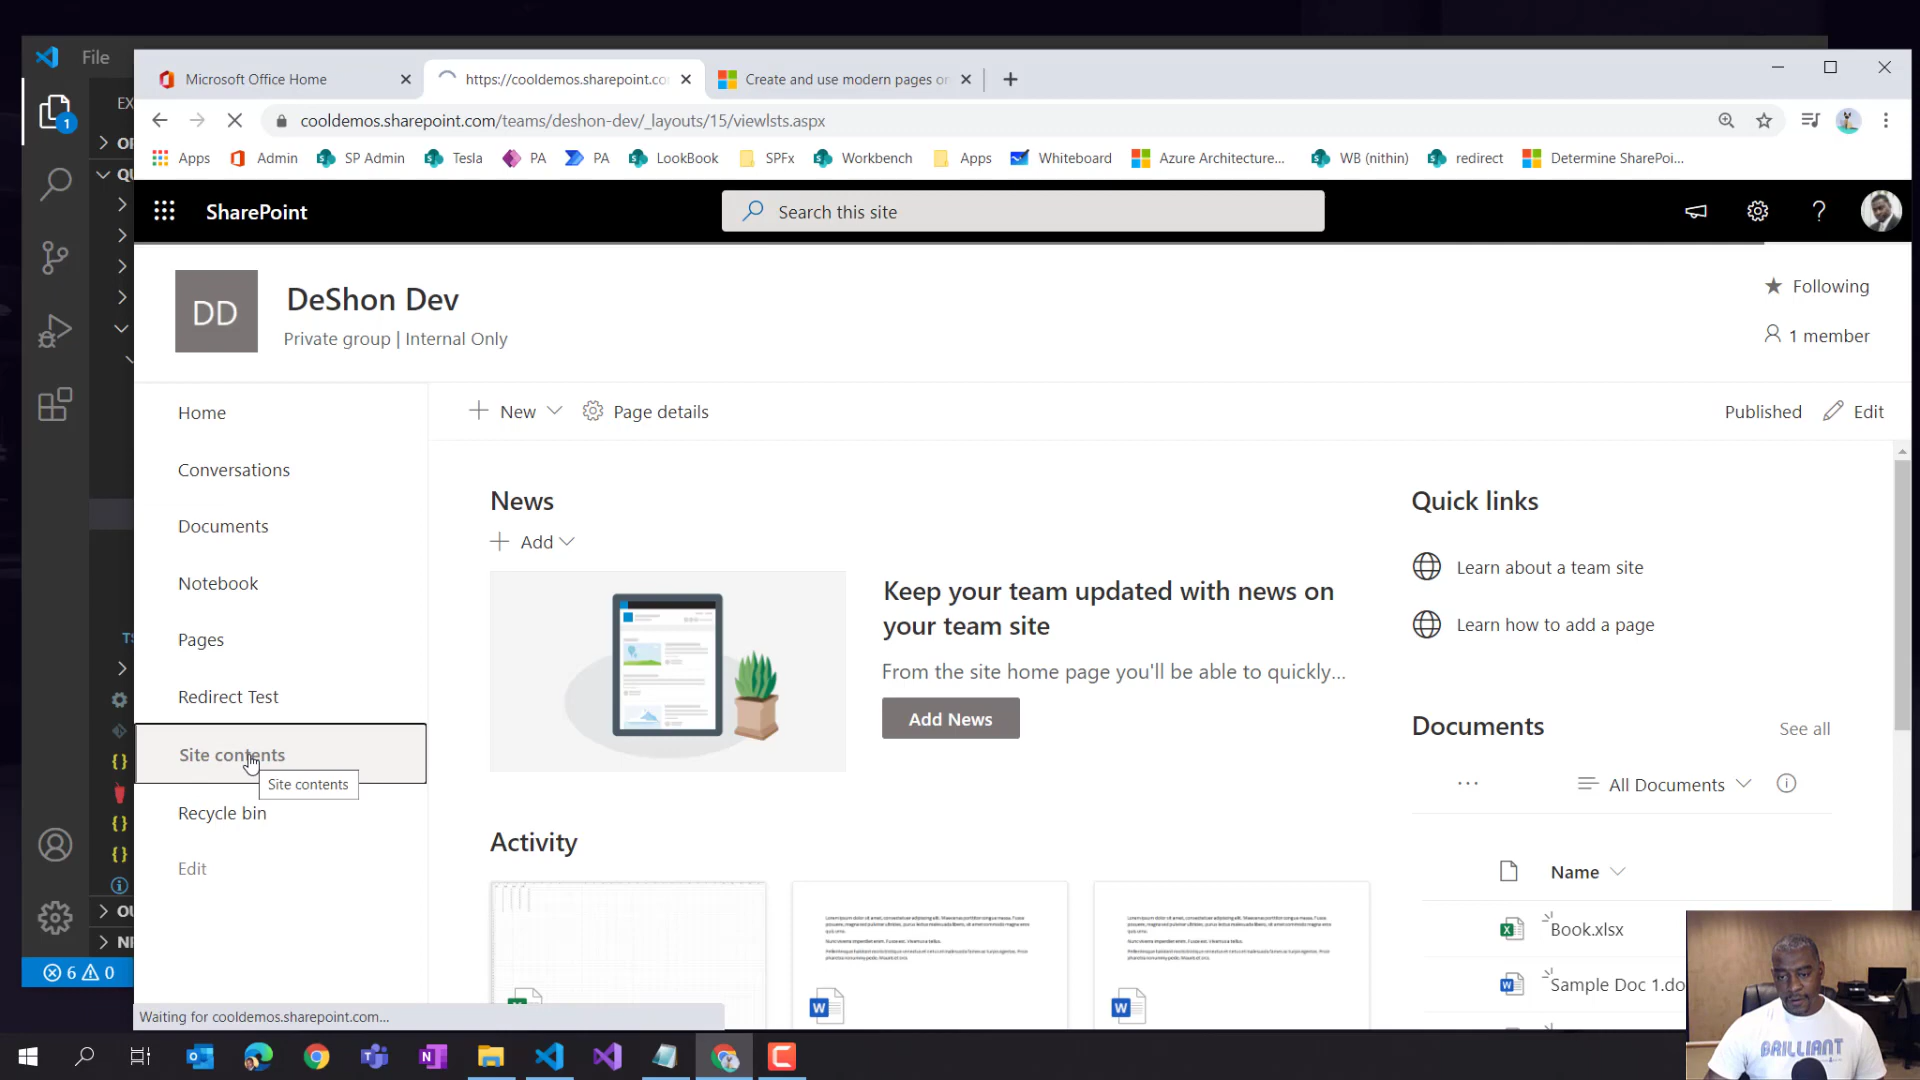 File
Microsoft Office Home
https://cooldemos.sharepoint.co
Create and use modern pages on
cooldemos.sharepoint.com/teams/deshon-dev/_layouts/15/viewlsts.aspx
Apps Admin SP Admin Tesla PA PA LookBook SPFx Workbench Apps Whiteboard Azure Architecture... WB (nithin) redirect Determine SharePoi...
SharePoint
Search this site
DD
DeShon Dev
Private group | Internal Only
Following
1 member
Home
Conversations
Documents
Notebook
Pages
Redirect Test
Site contents
Site contents
Recycle bin
Edit
New
Page details
Published
Edit
News
Add
Keep your team updated with news on
your team site
From the site home page you'll be able to quickly...
Add News
Activity
Quick links
Learn about a team site
Learn how to add a page
Documents
See all
All Documents
Name
Book.xlsx
Sample Doc 1.do
Waiting for cooldemos.sharepoint.com...
6 0
1
BRILLIANT